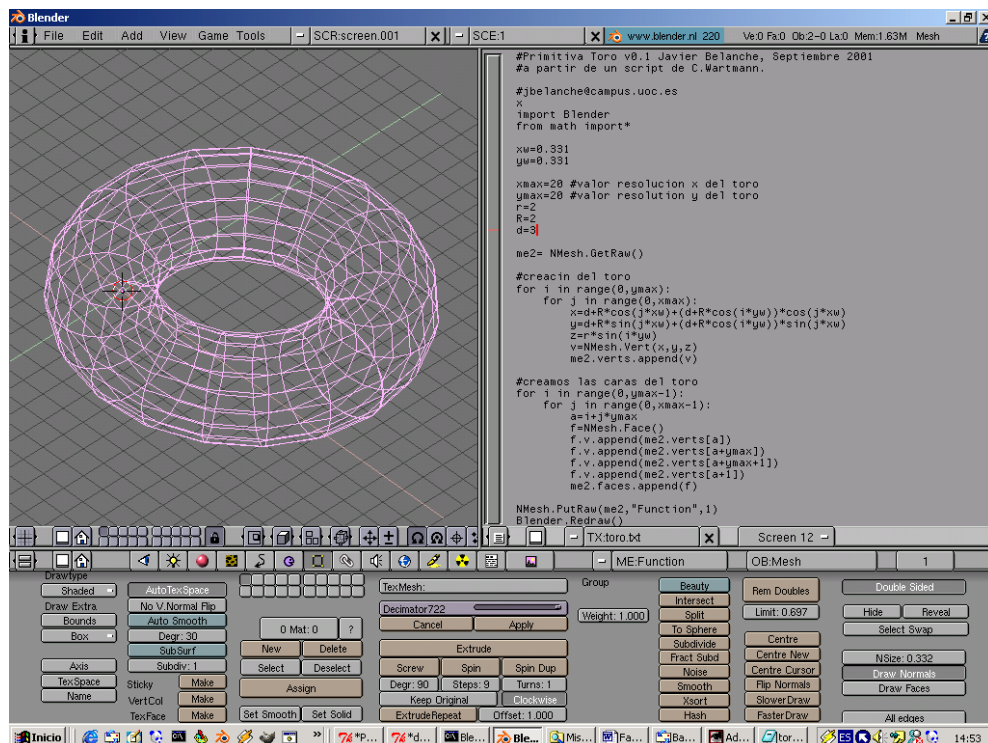 Blender
File Edit Add View Game Tools SCR:screen.001 SCE:1 www.blender.nl 220 Ve:0 Fa:0 Ob:2-0 La:0 Mem:1.63M Mesh
#Primitiva Toro v0.1 Javier Belanche, Septiembre 2001
#a partir de un script de C.Wartmann.
#jbelanche@campus.uoc.es
x
import Blender
from math import*
xw=0.331
yw=0.331
xmax=20 #valor resolucion x del toro
ymax=20 #valor resolution y del toro
r=2
R=2
d=3
me2= NMesh.GetRaw()
#creacin del toro
for i in range(0,ymax):
for j in range(0,xmax):
x=d+R*cos(j*xw)+(d+R*cos(i*yw))*cos(j*xw)
y=d+R*sin(j*xw)+(d+R*cos(i*yw))*sin(j*xw)
z=r*sin(i*yw)
v=NMesh.Vert(x,y,z)
me2.verts.append(v)
#creamos las caras del toro
for i in range(0,ymax-1):
for j in range(0,xmax-1):
a=i+j*ymax
f=NMesh.Face()
f.v.append(me2.verts[a])
f.v.append(me2.verts[a+ymax])
f.v.append(me2.verts[a+ymax+1])
f.v.append(me2.verts[a+1])
me2.faces.append(f)
NMesh.PutRaw(me2,"Function",1)
Blender.Redraw()
TX:toro.txt X Screen 12
ME:Function OB:Mesh 1
Drawtype
Shaded
Draw Extra
Bounds
Box
Axis
TexSpace
Name
AutoTexSpace
No V.Normal Flip
Auto Smooth
Degr: 30
SubSurf
Subdiv: 1
Sticky Make
VertCol Make
TexFace Make
0 Mat: 0 ?
New Delete
Select Deselect
Assign
Set Smooth Set Solid
TexMesh:
Decimator722
Cancel Apply
Extrude
Screw Spin Spin Dup
Degr: 90 Steps: 9 Turns: 1
Keep Original Clockwise
ExtrudeRepeat Offset: 1.000
Group
Weight: 1.000
Beauty
Intersect
Split
To Sphere
Subdivide
Fract Subd
Noise
Smooth
Xsort
Hash
Rem Doubles
Limit: 0.697
Centre
Centre New
Centre Cursor
Flip Normals
SlowerDraw
FasterDraw
Double Sided
Hide Reveal
Select Swap
NSize: 0.332
Draw Normals
Draw Faces
All edges
Inicio *P... *d... Ble... Ble... Mis... Fa... Ba... Ad... tor... ES 14:53